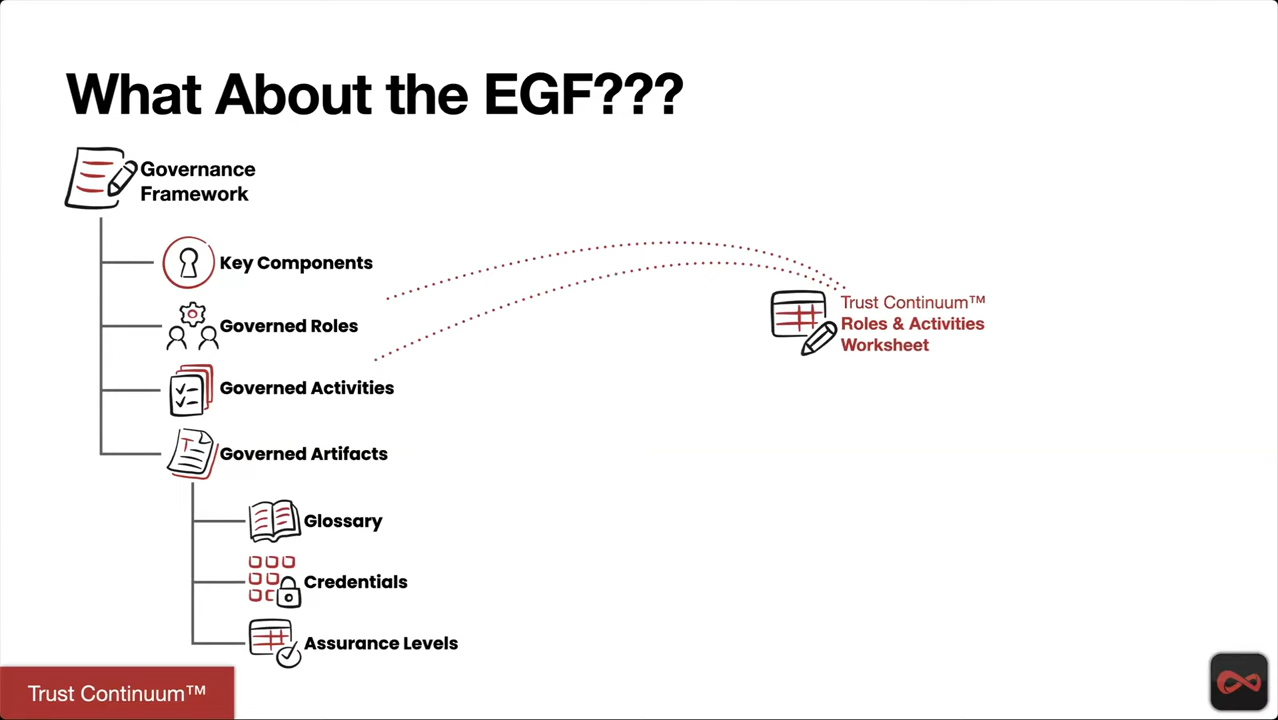 What About the EGF???
Governance
Framework
Key Components
Governed Roles
Governed Activities
Governed Artifacts
Glossary
Credentials
Assurance Levels
Trust Continuum™
Roles & Activities
Worksheet
Trust Continuum™